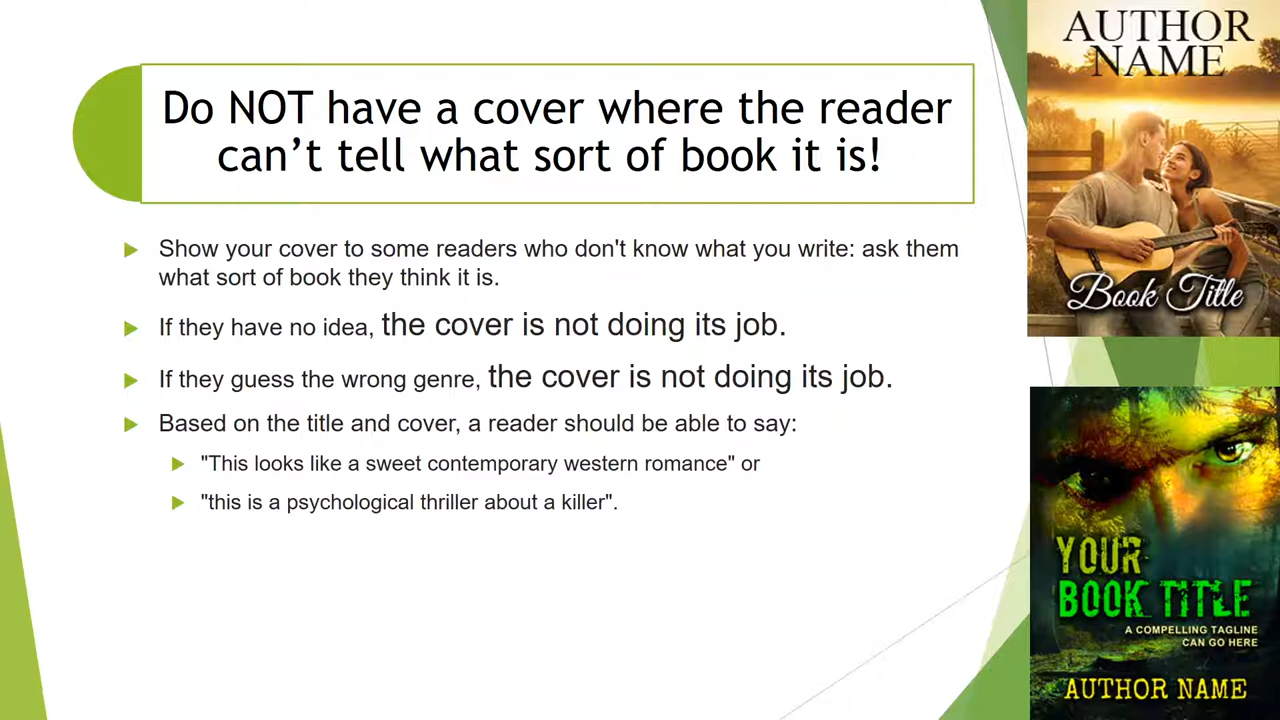 Do NOT have a cover where the reader
can’t tell what sort of book it is!
Show your cover to some readers who don't know what you write: ask them
what sort of book they think it is.
If they have no idea, the cover is not doing its job.
If they guess the wrong genre, the cover is not doing its job.
Based on the title and cover, a reader should be able to say:
"This looks like a sweet contemporary western romance" or
"this is a psychological thriller about a killer".
AUTHOR
NAME
Book Title
YOUR
BOOK TITLE
A COMPELLING TAGLINE
CAN GO HERE
AUTHOR NAME